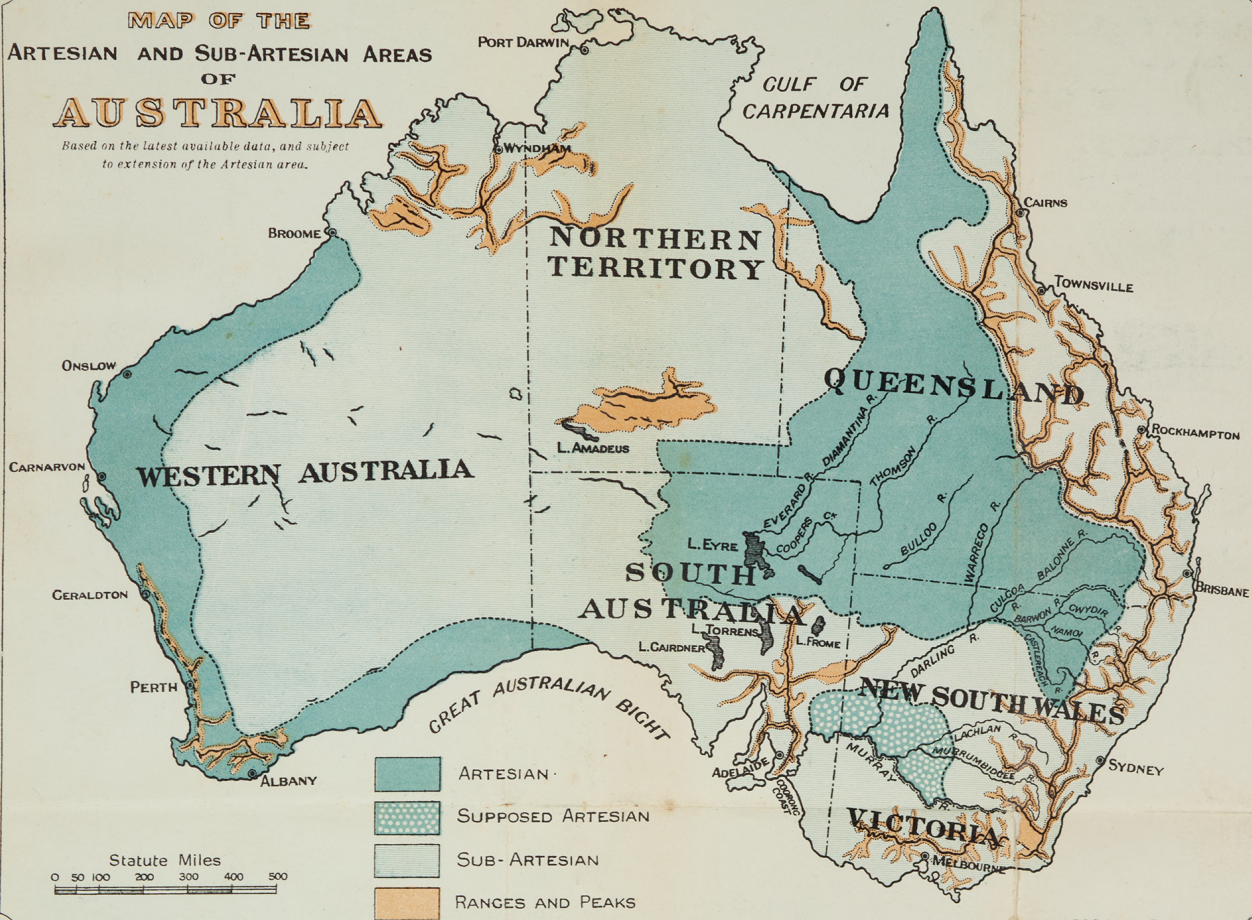 MAP OF THE
ARTESIAN AND SUB-ARTESIAN AREAS
OF
AUSTRALIA
Based on the latest available data, and subject
to extension of the Artesian area.
PORT DARWIN
GULF OF
CARPENTARIA
WYNDHAM
CAIRNS
BROOME
NORTHERN
TERRITORY
TOWNSVILLE
ONSLOW
QUEENSLAND
DIAMANTINA R.
THOMSON R.
ROCKHAMPTON
L. AMADEUS
CARNARVON
WESTERN AUSTRALIA
EVERARD R.
COOPERS CK
BULLOO R.
WARREGO R.
L. EYRE
SOUTH
AUSTRALIA
BALONNE R.
CULGOA R.
BARWON R.
GWYDIR
NAMOI
CASTLEREACH R.
R.
GERALDTON
BRISBANE
L. TORRENS
L. FROME
L. GAIRDNER
DARLING R.
PERTH
NEW SOUTH WALES
GREAT AUSTRALIAN BIGHT
LACHLAN R.
MURRUMBIDGEE R.
MURRAY
R.
SYDNEY
ADELAIDE
COORONG
COAST
ALBANY
VICTORIA
MELBOURNE
ARTESIAN
SUPPOSED ARTESIAN
SUB-ARTESIAN
RANGES AND PEAKS
Statute Miles
0 50 100 200 300 400 500